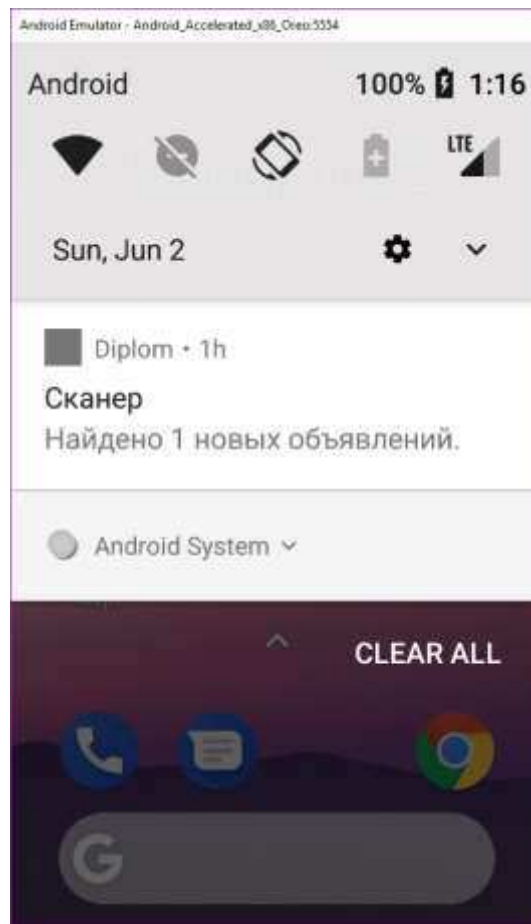 Android Emulator - Android_Accelerated_x86_Oreo:5554
Android 100% 1:16
LTE
Sun, Jun 2
Diplom • 1h
Сканер
Найдено 1 новых объявлений.
Android System
CLEAR ALL
G